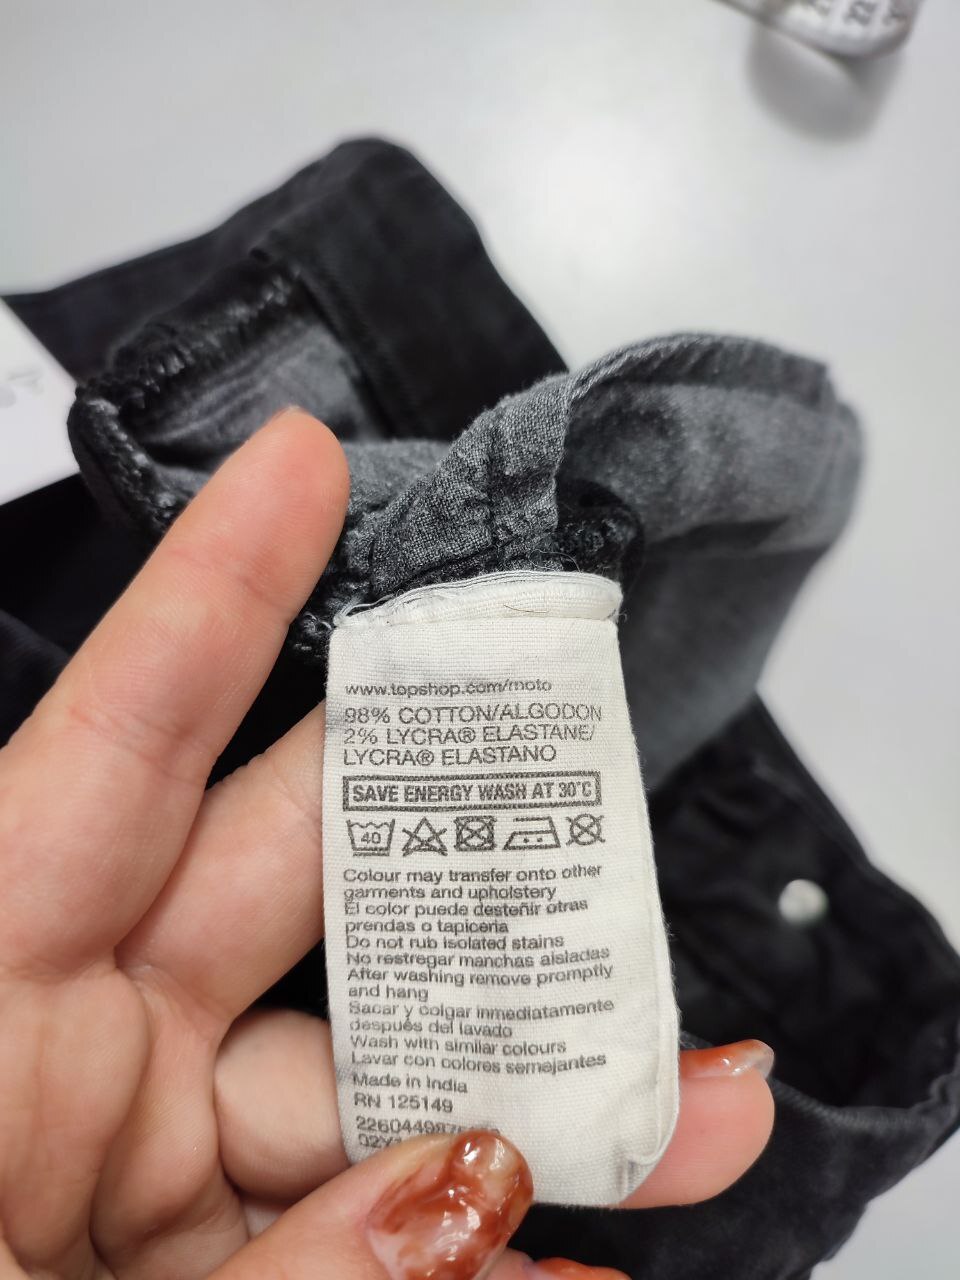 www.topshop.com/moto
98% COTTON/ALGODON
2% LYCRA® ELASTANE/
LYCRA® ELASTANO
SAVE ENERGY WASH AT 30°C
40
Colour may transfer onto other
garments and upholstery
El color puede desteñir otras
prendas o tapiceria
Do not rub isolated stains
No restregar manchas aisladas
After washing remove promptly
and hang
Sacar y colgar inmediatamente
después del lavado
Wash with similar colours
Lavar con colores semejantes
Made in India
RN 125149